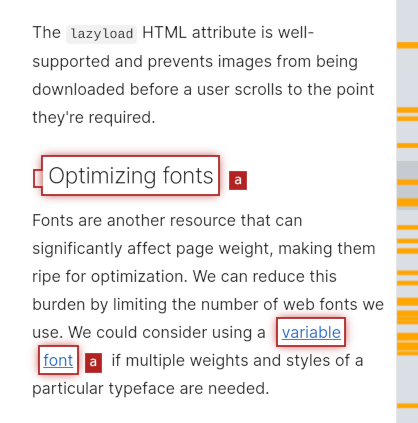 The lazyload HTML attribute is well-
supported and prevents images from being
downloaded before a user scrolls to the point
they're required.
Optimizing fonts a
Fonts are another resource that can
significantly affect page weight, making them
ripe for optimization. We can reduce this
burden by limiting the number of web fonts we
use. We could consider using a variable
font a if multiple weights and styles of a
particular typeface are needed.